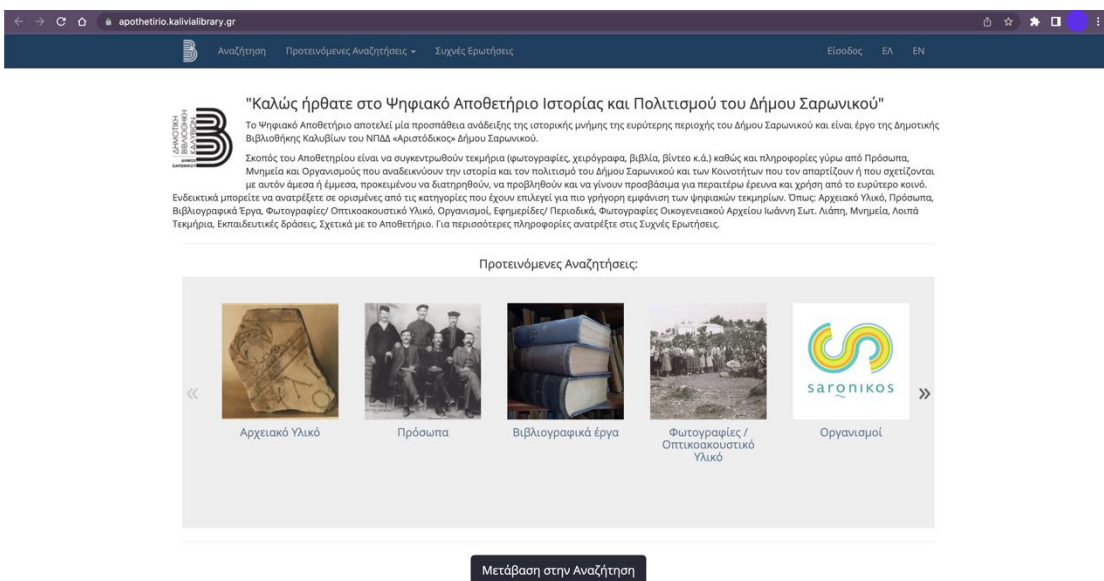 apothetirio.kalivialibrary.gr
Αναζήτηση Προτεινόμενες Αναζητήσεις Συχνές Ερωτήσεις Είσοδος ΕΛ EN
ΔΗΜΟΤΙΚΗ
ΒΙΒΛΙΟΘΗΚΗ
ΚΑΛΥΒΙΩΝ
ΔΗΜΟΣ
ΣΑΡΩΝΙΚΟΥ
"Καλώς ήρθατε στο Ψηφιακό Αποθετήριο Ιστορίας και Πολιτισμού του Δήμου Σαρωνικού"
Το Ψηφιακό Αποθετήριο αποτελεί μία προσπάθεια ανάδειξης της ιστορικής μνήμης της ευρύτερης περιοχής του Δήμου Σαρωνικού και είναι έργο της Δημοτικής
Βιβλιοθήκης Καλυβίων του ΝΠΔΔ «Αριστόδικος» Δήμου Σαρωνικού.
Σκοπός του Αποθετηρίου είναι να συγκεντρωθούν τεκμήρια (φωτογραφίες, χειρόγραφα, βιβλία, βίντεο κ.ά.) καθώς και πληροφορίες γύρω από Πρόσωπα,
Μνημεία και Οργανισμούς που αναδεικνύουν την ιστορία και τον πολιτισμό του Δήμου Σαρωνικού και των Κοινοτήτων που τον απαρτίζουν ή που σχετίζονται
με αυτόν άμεσα ή έμμεσα, προκειμένου να διατηρηθούν, να προβληθούν και να γίνουν προσβάσιμα για περαιτέρω έρευνα και χρήση από το ευρύτερο κοινό.
Ενδεικτικά μπορείτε να ανατρέξετε σε ορισμένες από τις κατηγορίες που έχουν επιλεγεί για πιο γρήγορη εμφάνιση των ψηφιακών τεκμηρίων. Όπως: Αρχειακό Υλικό, Πρόσωπα,
Βιβλιογραφικά Έργα, Φωτογραφίες/ Οπτικοακουστικό Υλικό, Οργανισμοί, Εφημερίδες/ Περιοδικά, Φωτογραφίες Οικογενειακού Αρχείου Ιωάννη Σωτ. Λιάπη, Μνημεία, Λοιπά
Τεκμήρια, Εκπαιδευτικές δράσεις, Σχετικά με το Αποθετήριο. Για περισσότερες πληροφορίες ανατρέξτε στις Συχνές Ερωτήσεις.
Προτεινόμενες Αναζητήσεις:
saronikos
Αρχειακό Υλικό Πρόσωπα Βιβλιογραφικά έργα Φωτογραφίες / Οργανισμοί
Οπτικοακουστικό
Υλικό
Μετάβαση στην Αναζήτηση